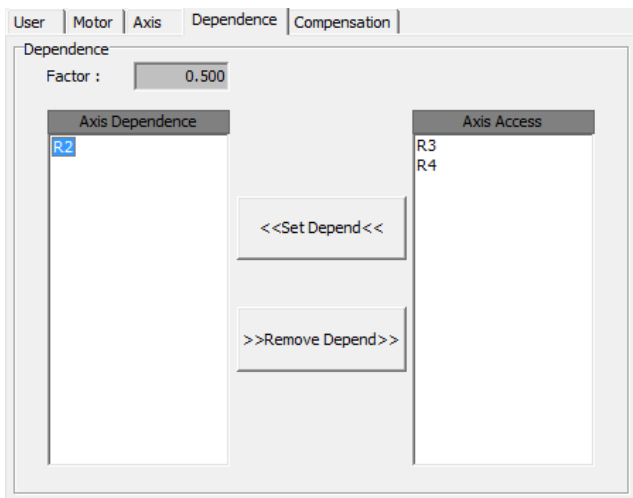 User Motor Axis Dependence Compensation
Dependence
Factor : 0.500
Axis Dependence
R2
<<Set Depend<<
>>Remove Depend>>
Axis Access
R3
R4